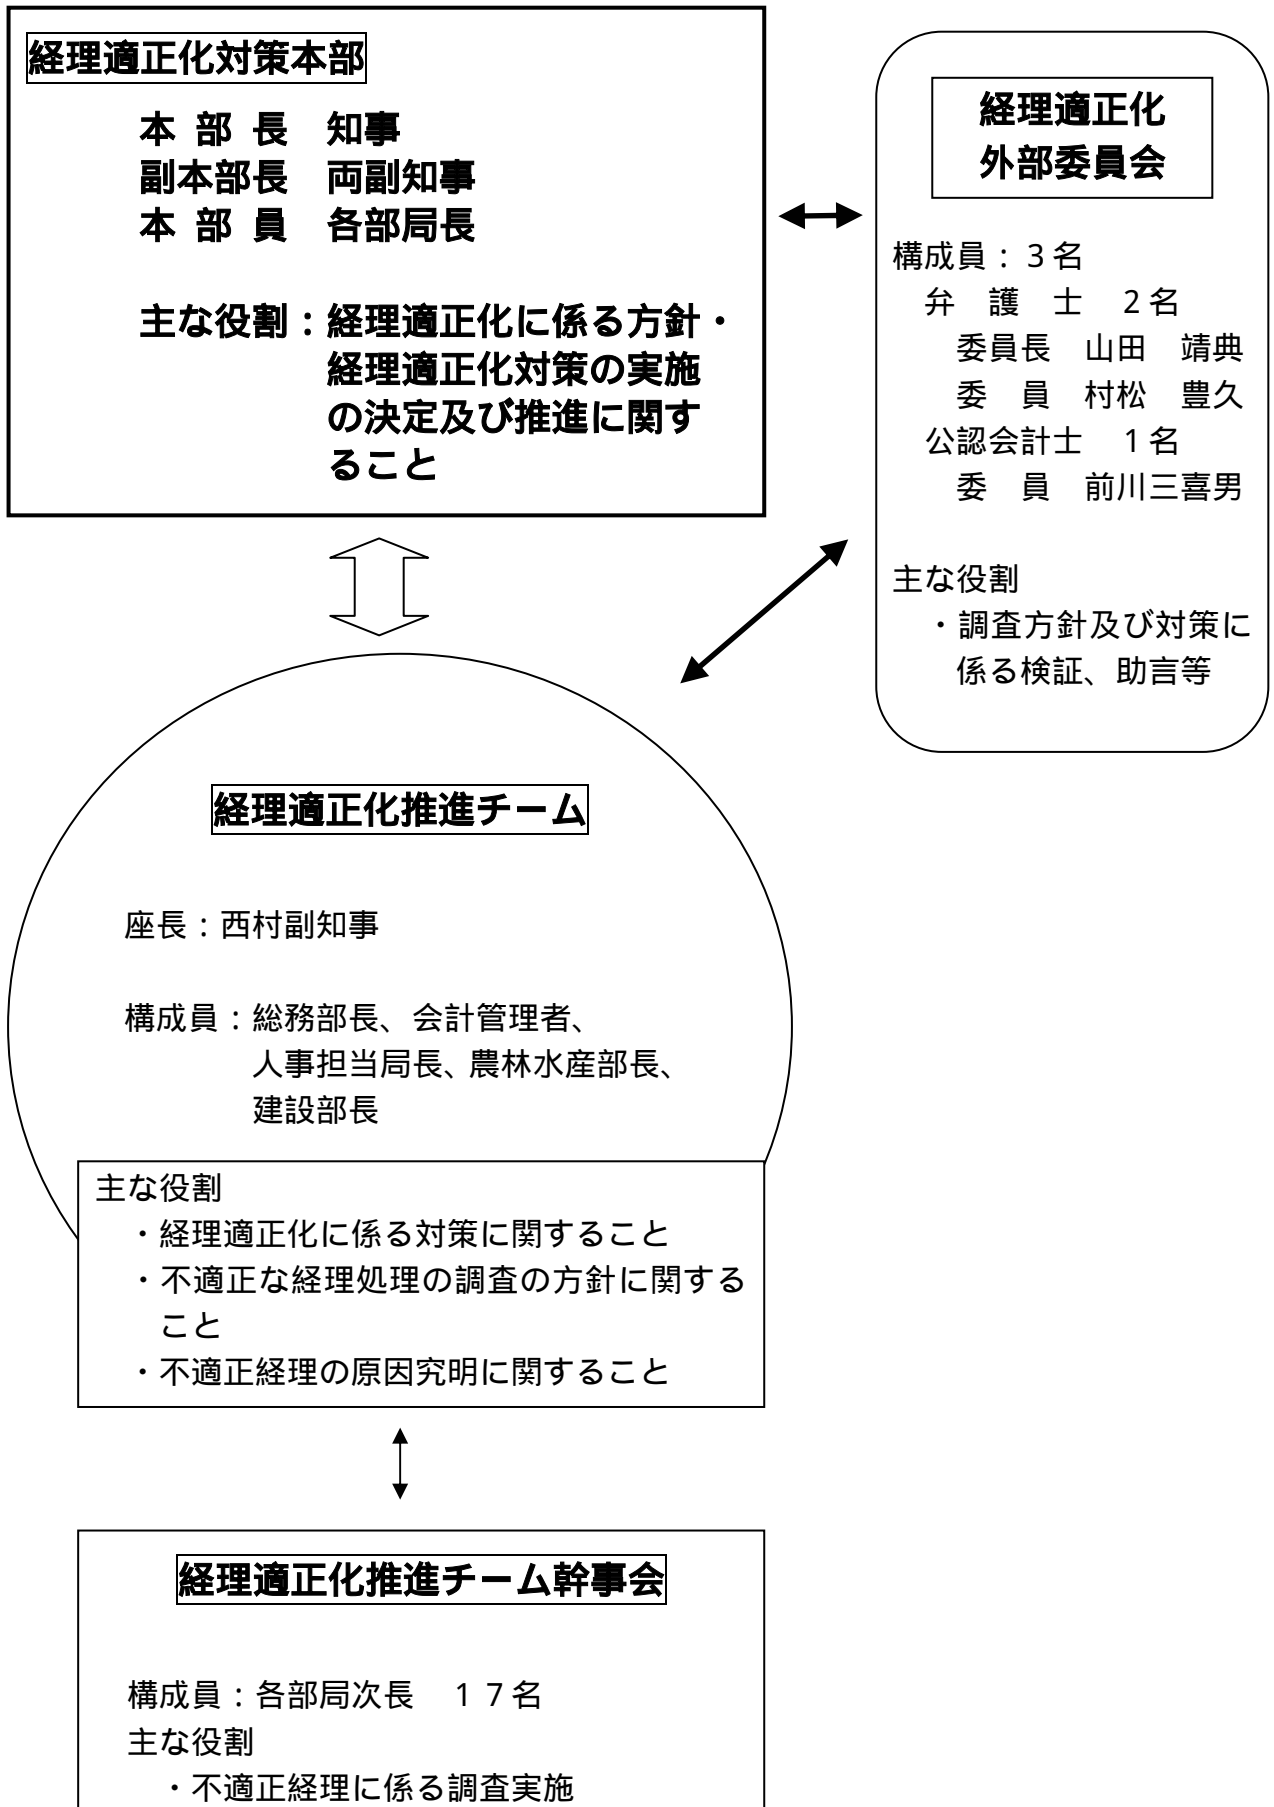 経理適正化対策本部
本 部 長　知事
副本部長　両副知事
本 部 員　各部局長
主な役割：経理適正化に係る方針・
経理適正化対策の実施
の決定及び推進に関す
ること
経理適正化
外部委員会
構成員：３名
弁　護　士　２名
委員長　山田　靖典
委　員　村松　豊久
公認会計士　１名
委　員　前川三喜男
主な役割
・調査方針及び対策に
係る検証、助言等
経理適正化推進チーム
座長：西村副知事
構成員：総務部長、会計管理者、
人事担当局長、農林水産部長、
建設部長
主な役割
・経理適正化に係る対策に関すること
・不適正な経理処理の調査の方針に関する
こと
・不適正経理の原因究明に関すること
経理適正化推進チーム幹事会
構成員：各部局次長　１７名
主な役割
・不適正経理に係る調査実施